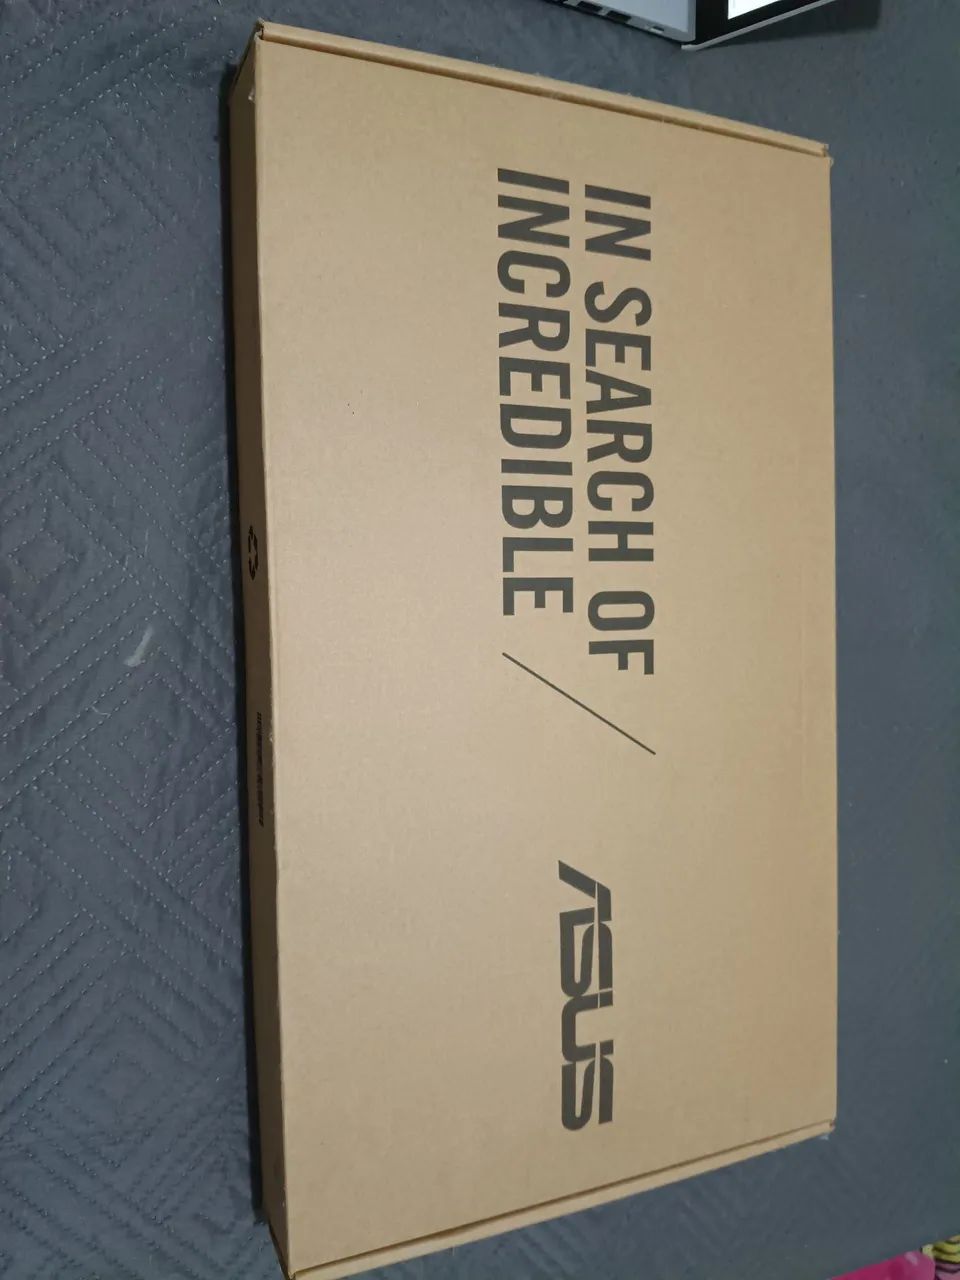 IN SEARCH OF
INCREDIBLE
ASUS